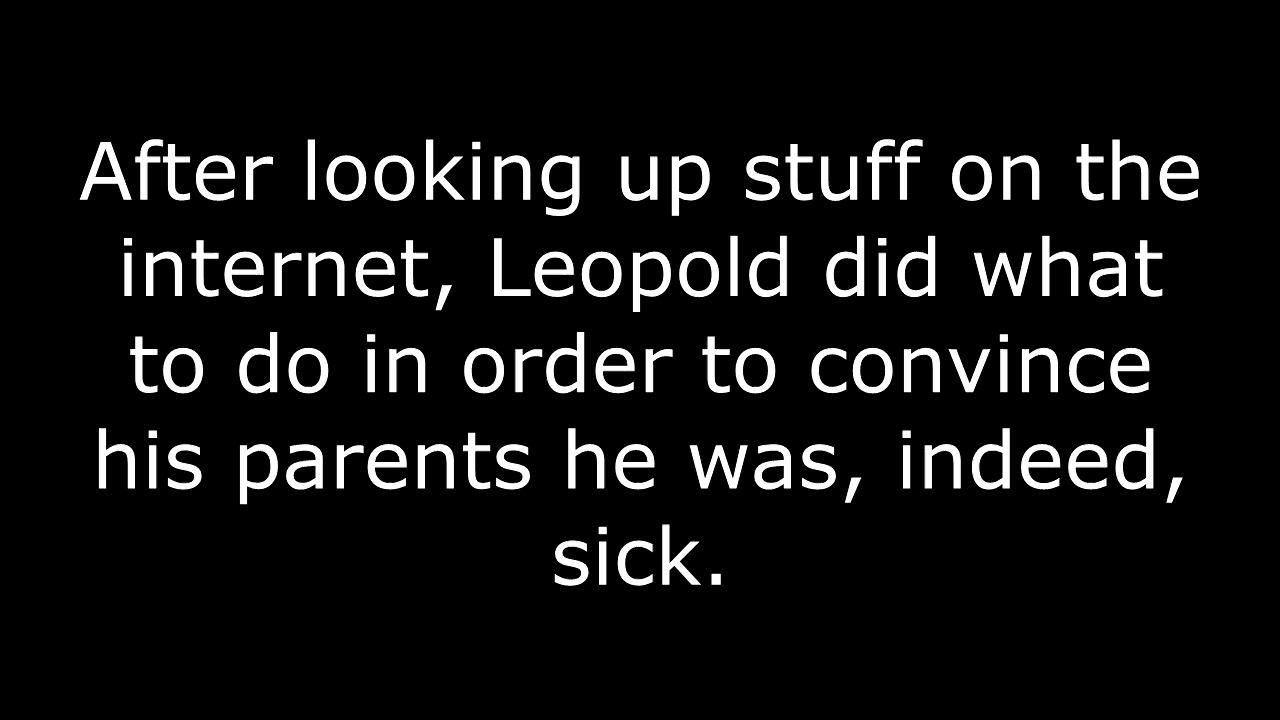 After looking up stuff on the
internet, Leopold did what
to do in order to convince
his parents he was, indeed,
sick.